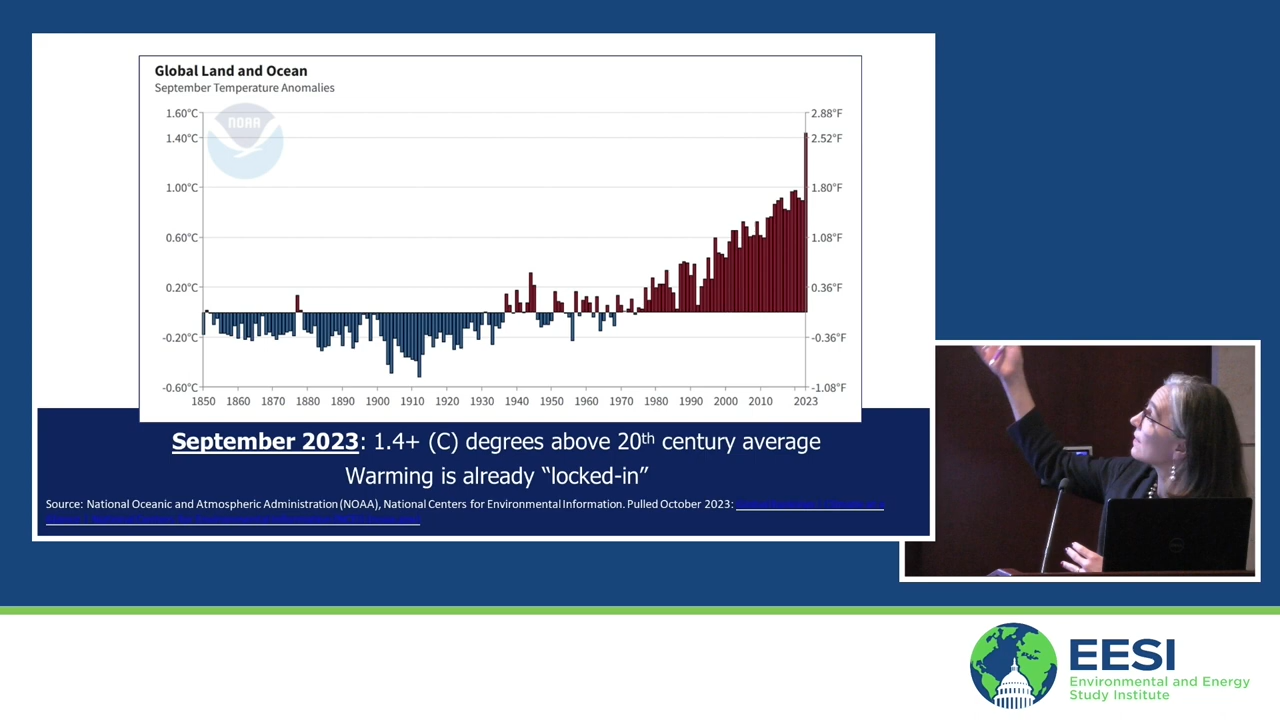 Global Land and Ocean
September Temperature Anomalies
NOAA
1.60°C 2.88°F
1.40°C 2.52°F
1.00°C 1.80°F
0.60°C 1.08°F
0.20°C 0.36°F
-0.20°C -0.36°F
-0.60°C -1.08°F
1850 1860 1870 1880 1890 1900 1910 1920 1930 1940 1950 1960 1970 1980 1990 2000 2010 2023
September 2023: 1.4+ (C) degrees above 20th century average
Warming is already “locked-in”
Source: National Oceanic and Atmospheric Administration (NOAA), National Centers for Environmental Information. Pulled October 2023:
EESI
Environmental and Energy
Study Institute